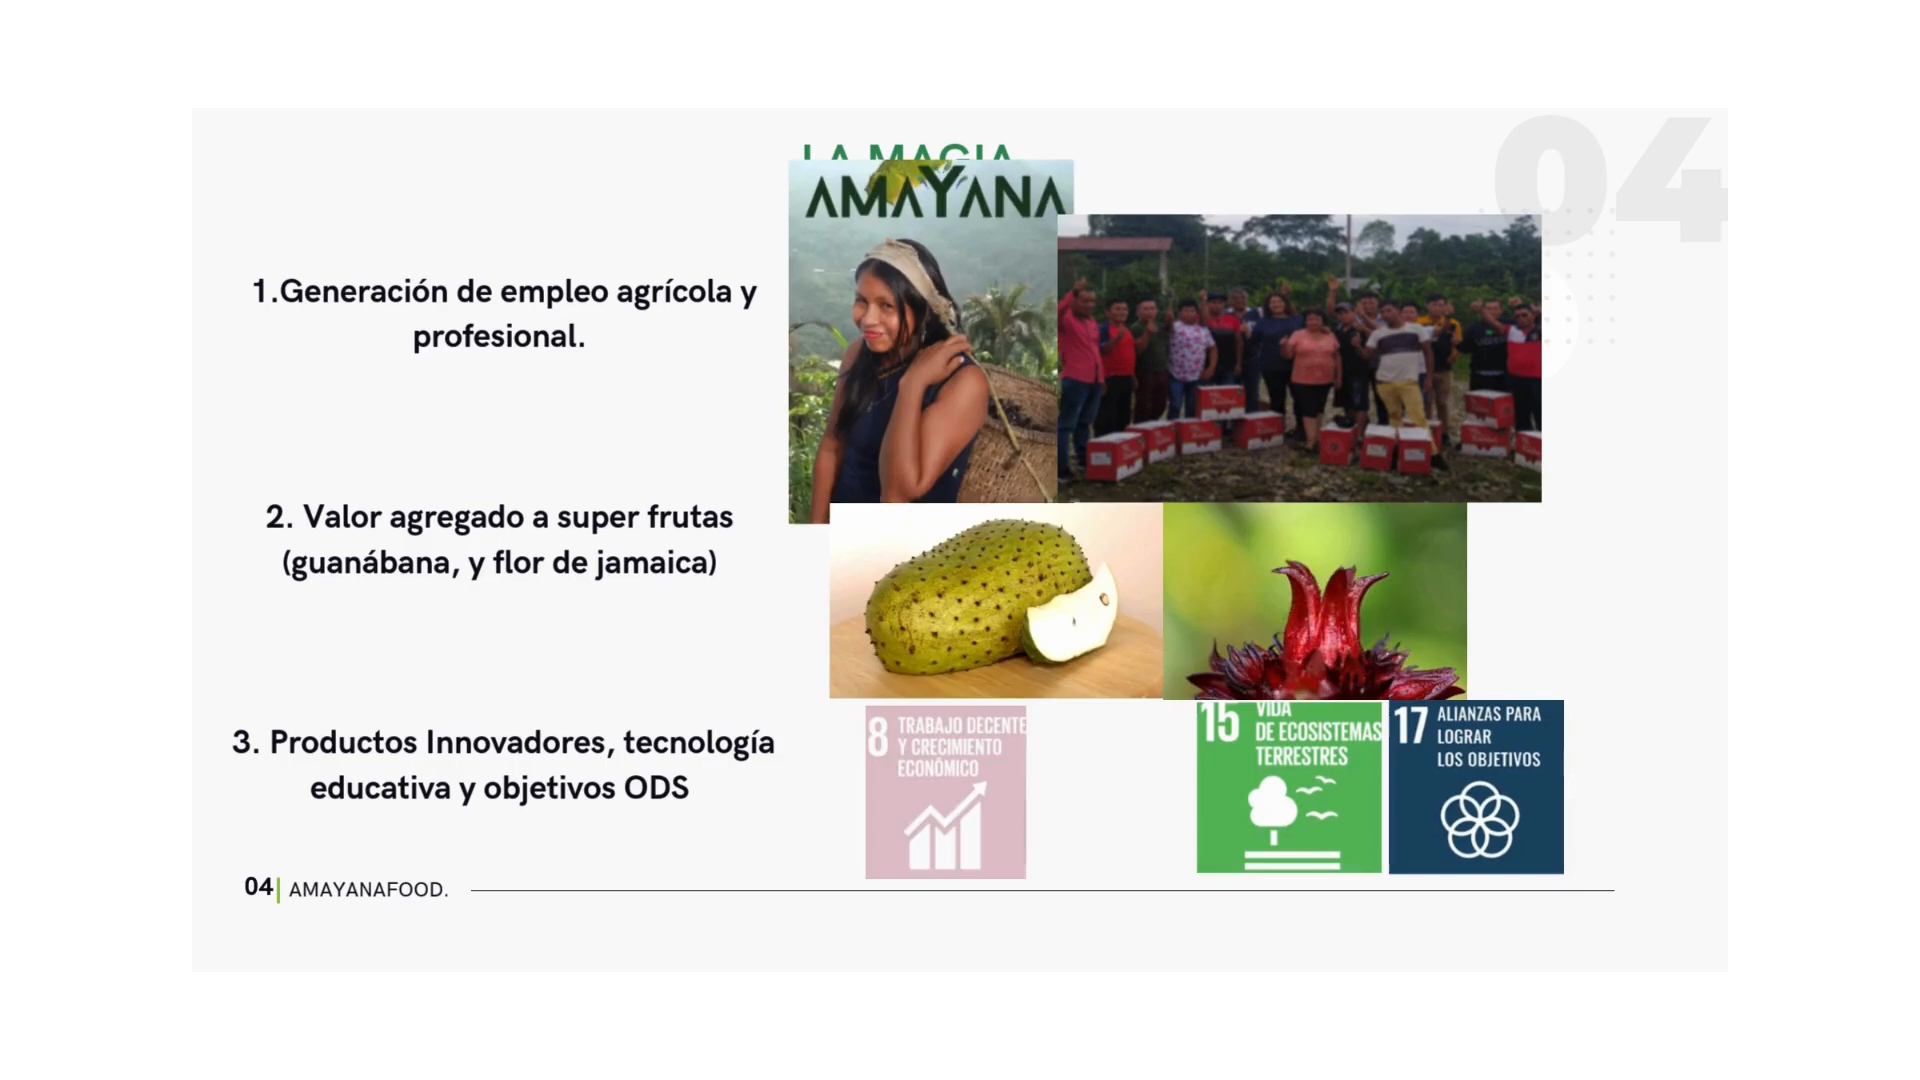 04
LA MAGIA
AMAYANA
1.Generación de empleo agrícola y
profesional.
2. Valor agregado a super frutas
(guanábana, y flor de jamaica)
3. Productos Innovadores, tecnología
educativa y objetivos ODS
8 TRABAJO DECENTE
Y CRECIMIENTO
ECONÓMICO
15 VIDA
DE ECOSISTEMAS
TERRESTRES
17 ALIANZAS PARA
LOGRAR
LOS OBJETIVOS
04 AMAYANAFOOD.